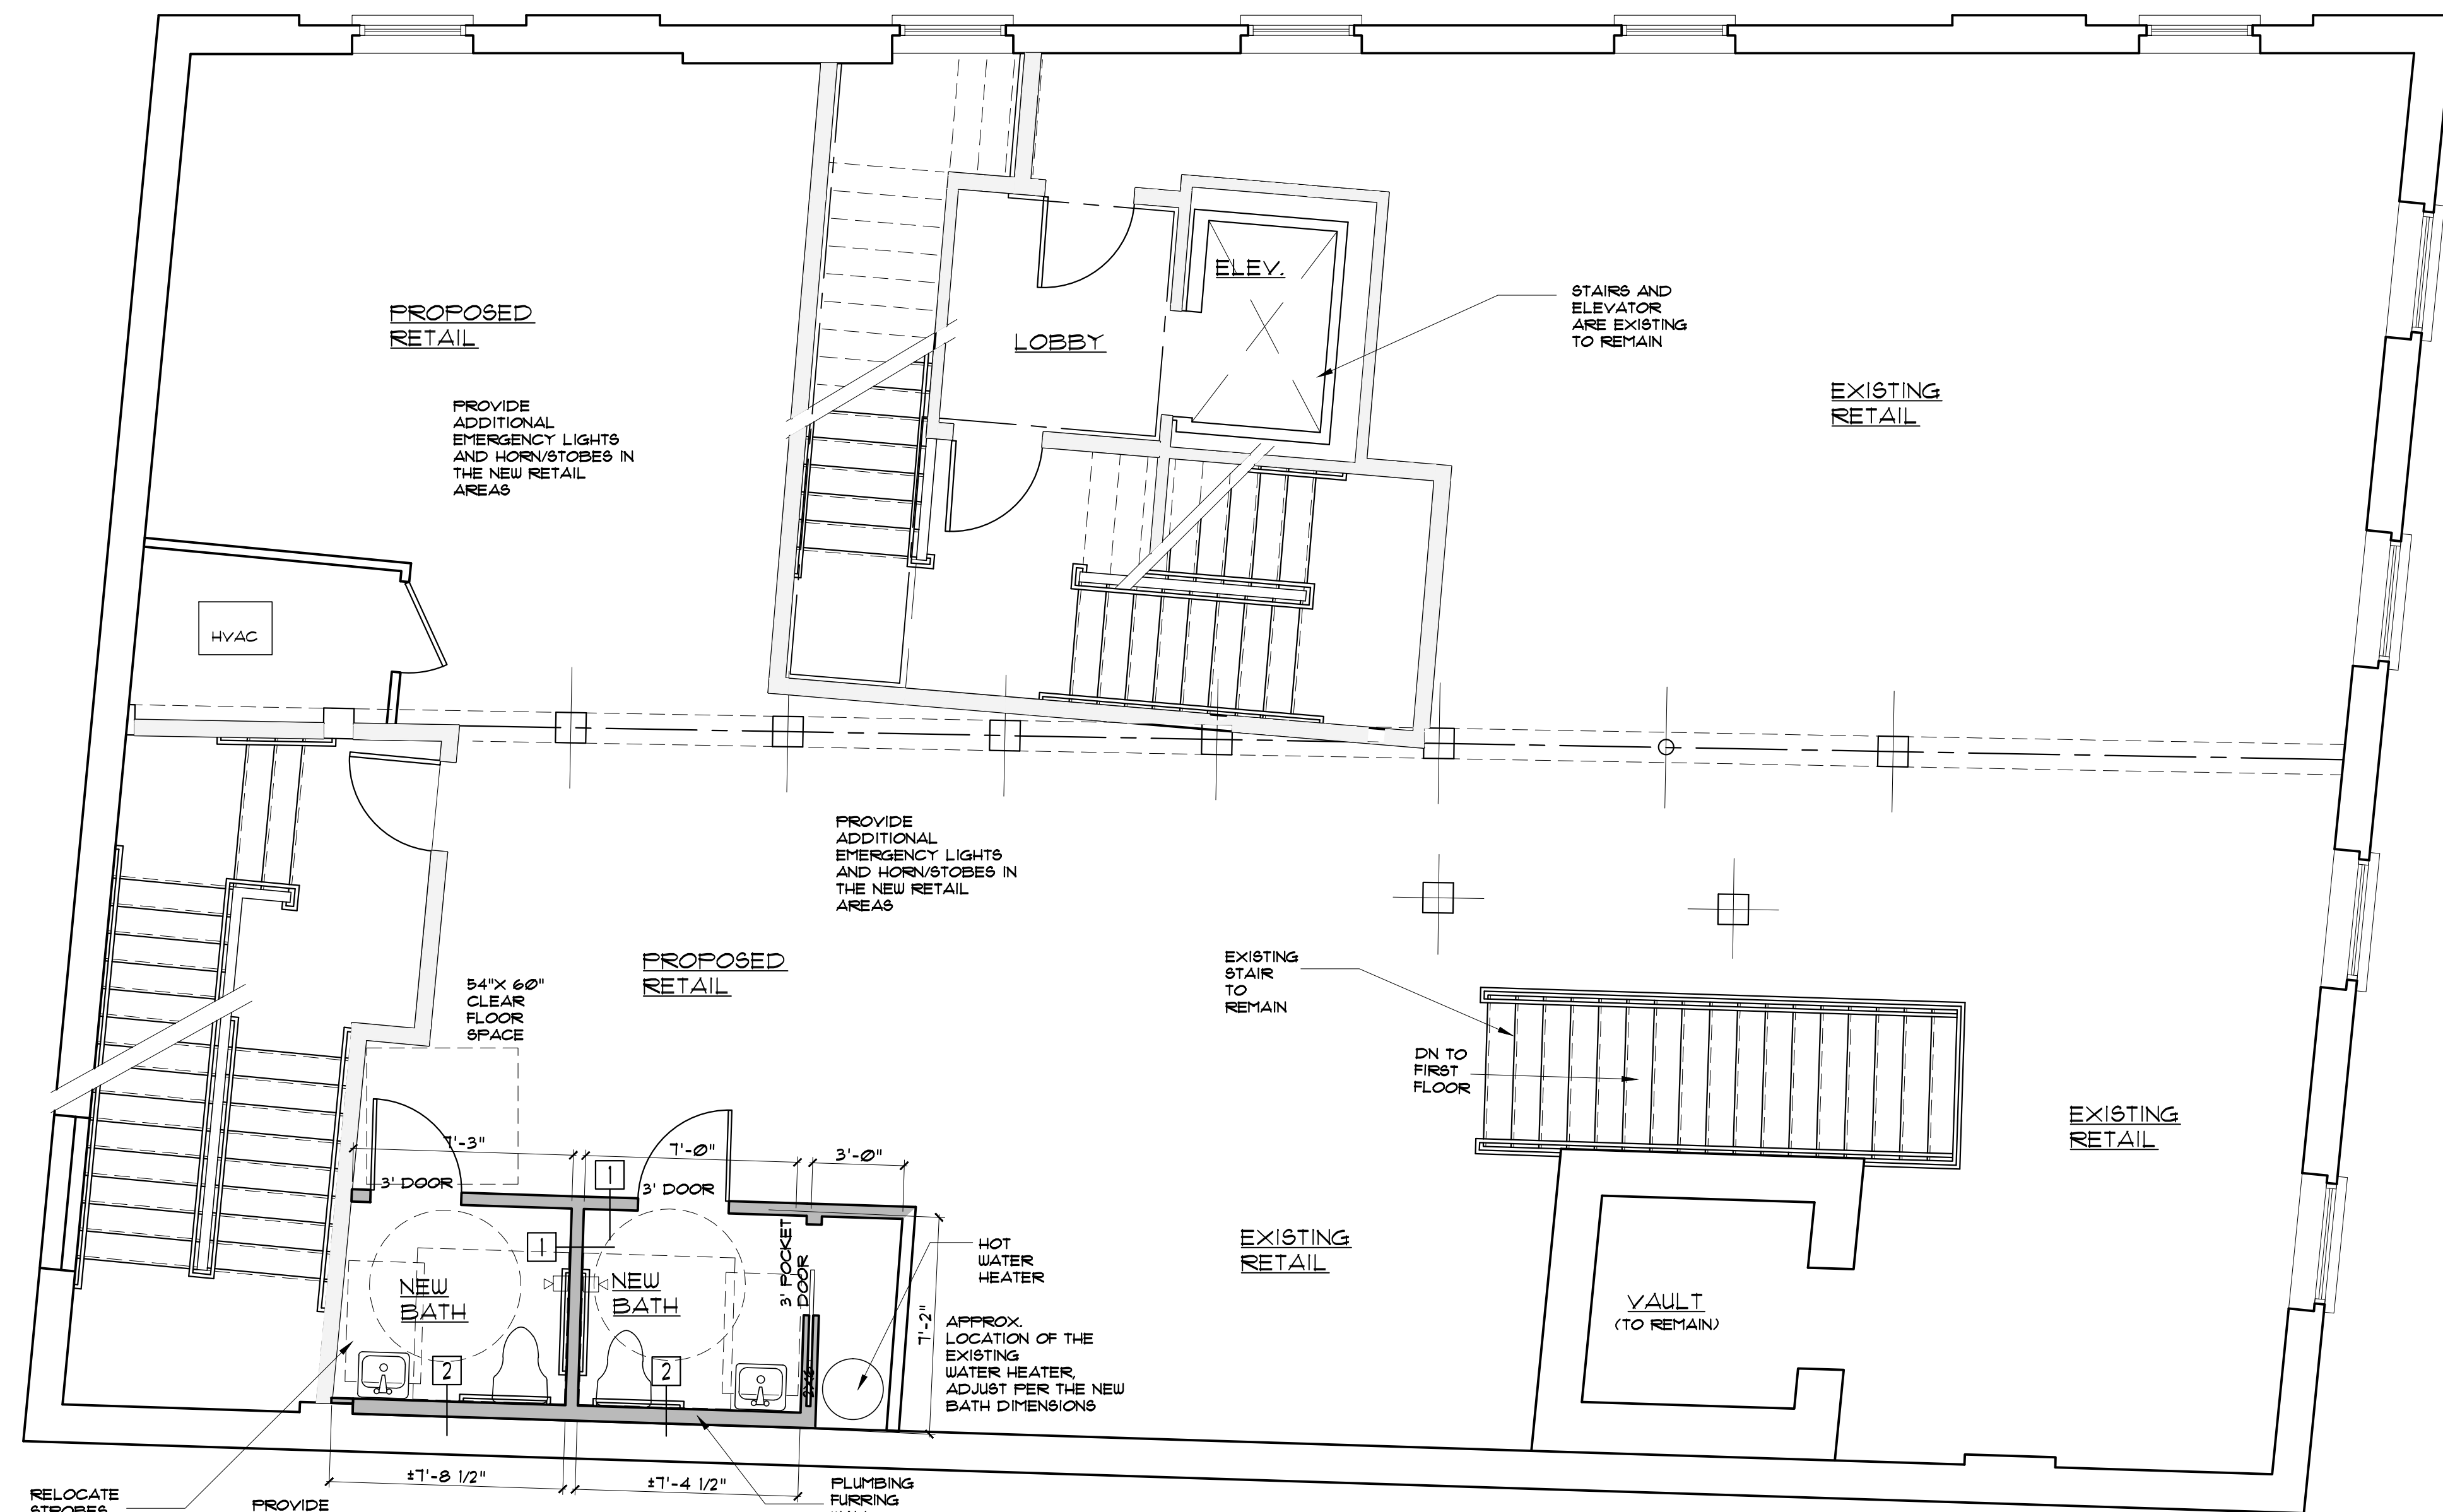 ELEV.
STAIRS AND
ELEVATOR
ARE EXISTING
TO REMAIN
PROPOSED
RETAIL
LOBBY
EXISTING
RETAIL
PROVIDE
ADDITIONAL
EMERGENCY LIGHTS
AND HORN/STOBES IN
THE NEW RETAIL
AREAS
HVAC
PROVIDE
ADDITIONAL
EMERGENCY LIGHTS
AND HORN/STOBES IN
THE NEW RETAIL
AREAS
PROPOSED
RETAIL
54"X 60"
CLEAR
FLOOR
SPACE
EXISTING
STAIR
TO
REMAIN
DN TO
FIRST
FLOOR
EXISTING
RETAIL
7'-3"
7'-0"
3'-0"
3' DOOR
1
3' DOOR
1
3' POCKET
DOOR
HOT
WATER
HEATER
EXISTING
RETAIL
NEW
BATH
NEW
BATH
7'-2"
VAULT
(TO REMAIN)
APPROX.
LOCATION OF THE
EXISTING
WATER HEATER,
ADJUST PER THE NEW
BATH DIMENSIONS
2
2
±7'-8 1/2"
±7'-4 1/2"
PLUMBING
FURRING
RELOCATE
STROBES
PROVIDE